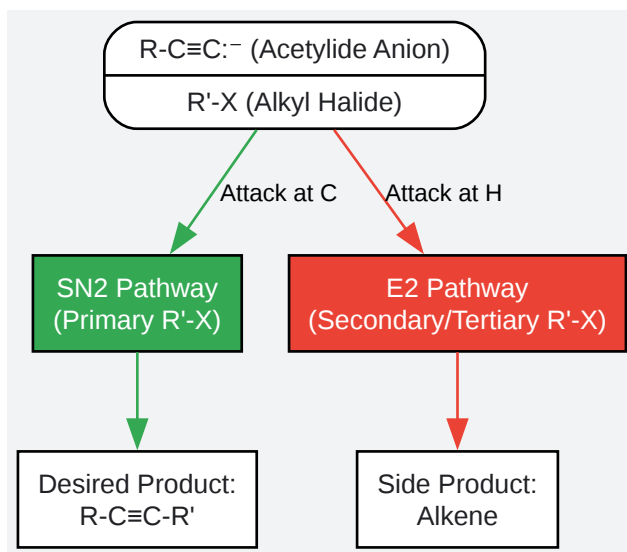 R-C≡C:⁻ (Acetylide Anion)
R'-X (Alkyl Halide)
Attack at C
Attack at H
SN2 Pathway
(Primary R'-X)
E2 Pathway
(Secondary/Tertiary R'-X)
Desired Product:
R-C≡C-R'
Side Product:
Alkene